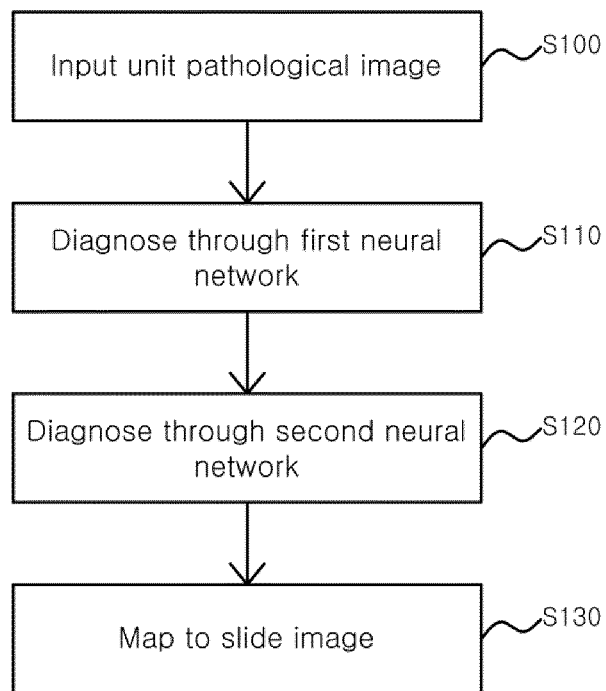 Input unit pathological image
S100
Diagnose through first neural
network
S110
Diagnose through second neural
network
S120
Map to slide image
S130